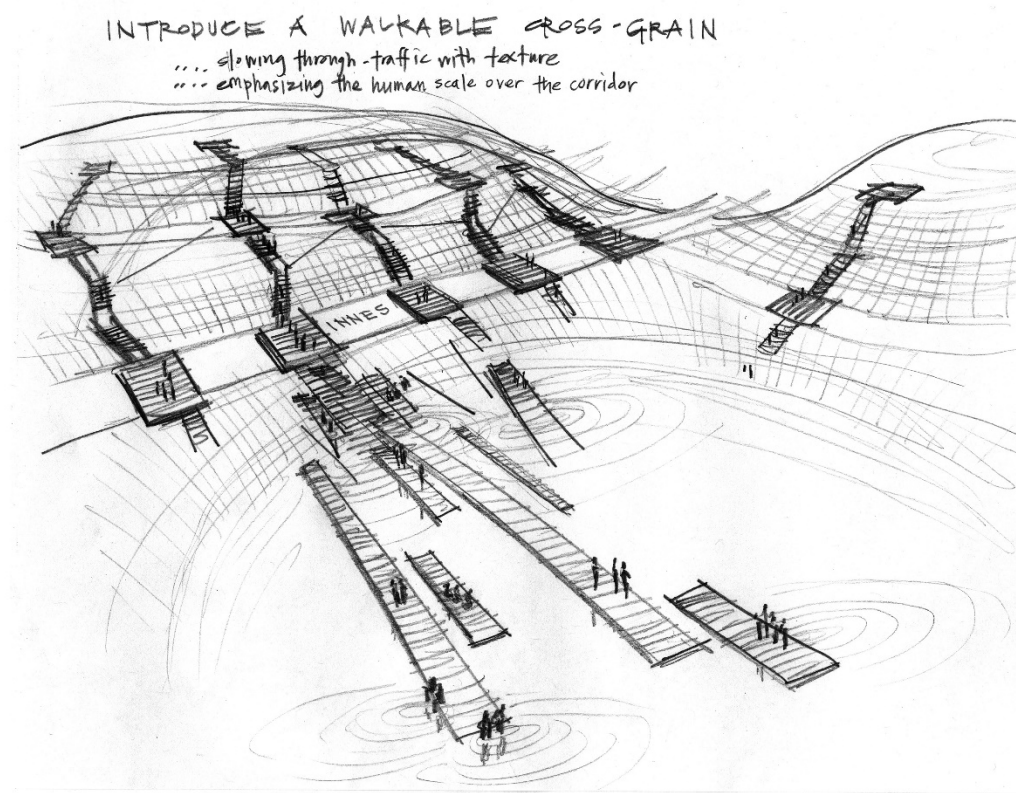 INTRODUCE A WALKABLE CROSS-GRAIN
.... slowing through-traffic with texture
.... emphasizing the human scale over the corridor
INNES